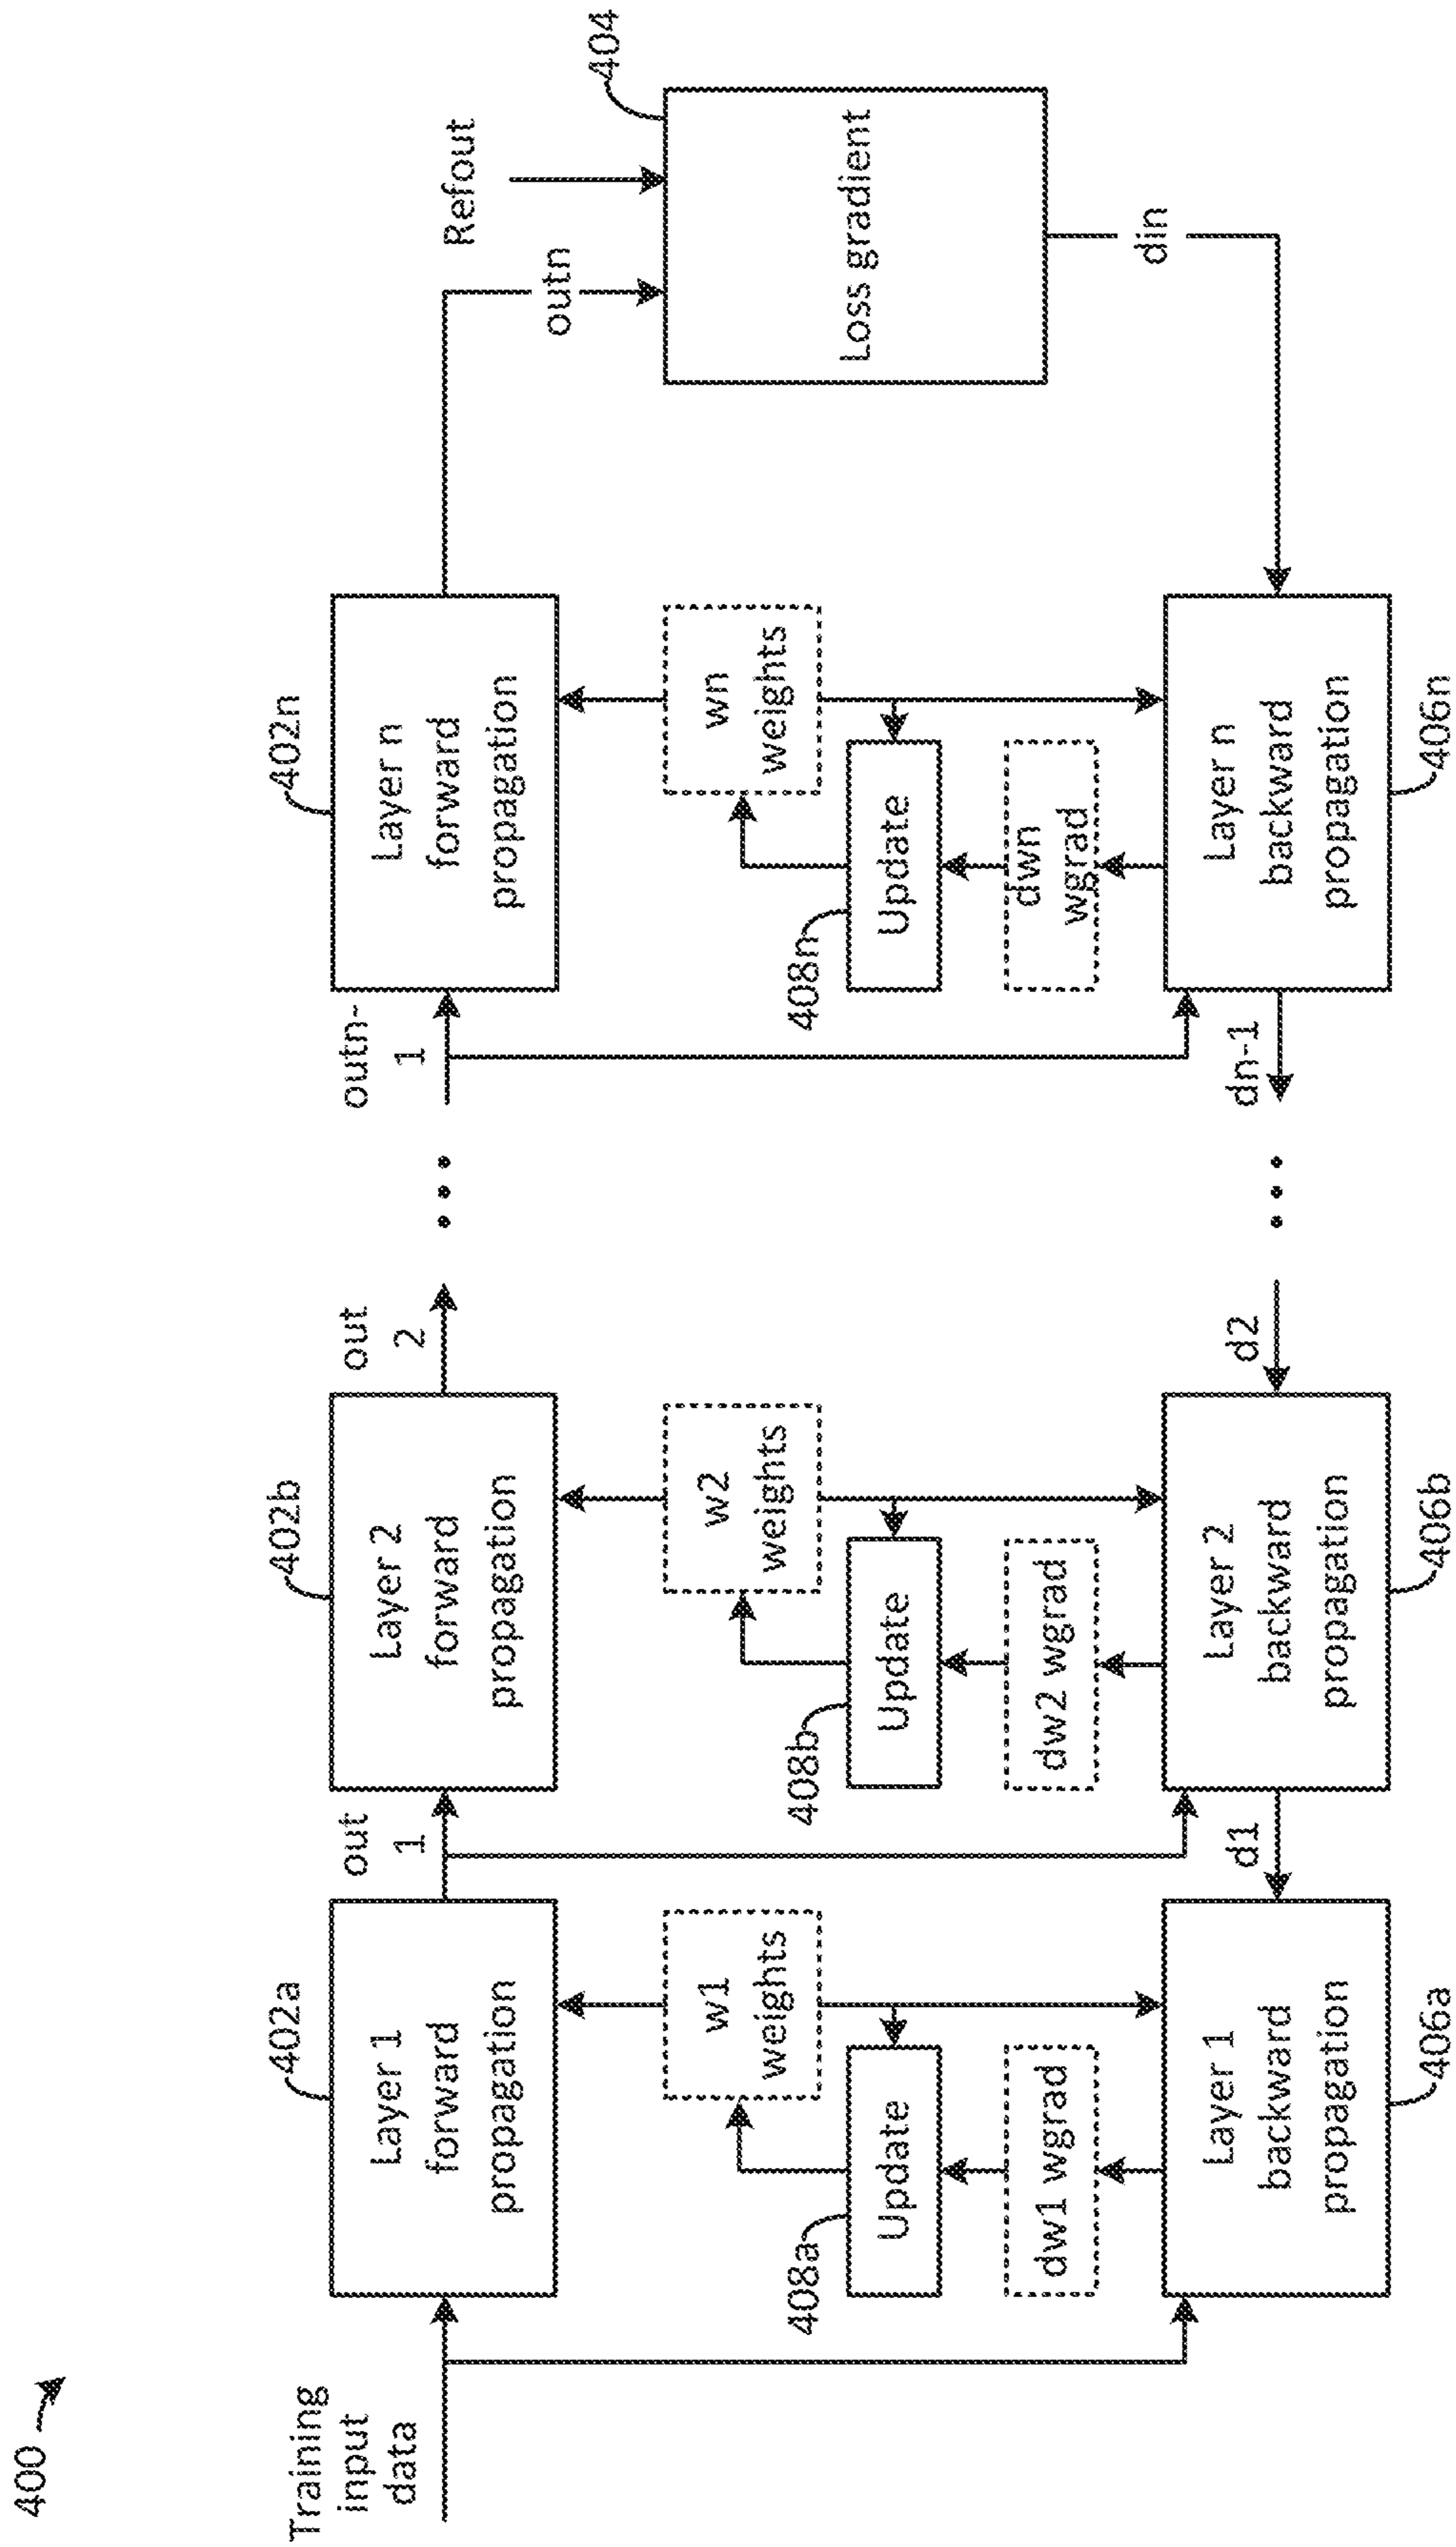 400
Training
input
data
402a
Layer 1
forward
propagation
out
1
402b
Layer 2
forward
propagation
out
2
outn-
1
402n
Layer n
forward
propagation
outn
Refout
404
Loss gradient
din
w1
weights
408a
Update
dw1 wgrad
w2
weights
408b
Update
dw2 wgrad
wn
weights
408n
Update
dwn
wgrad
Layer 1
backward
propagation
406a
d1
Layer 2
backward
propagation
406b
d2
dn-1
Layer n
backward
propagation
406n